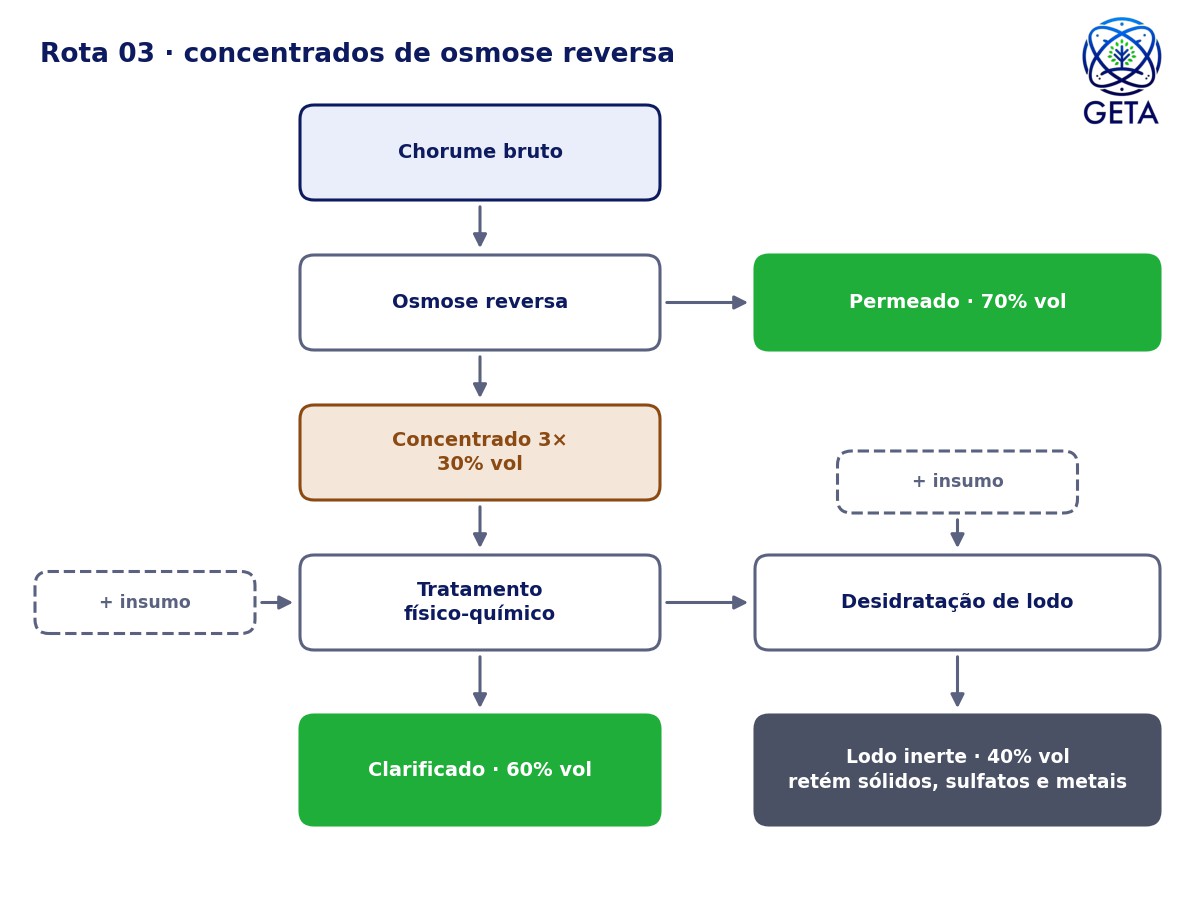 Rota 03 · concentrados de osmose reversa
GETA
Chorume bruto
Osmose reversa
Permeado · 70% vol
Concentrado 3×
30% vol
+ insumo
+ insumo
Tratamento
físico-químico
Desidratação de lodo
Clarificado · 60% vol
Lodo inerte · 40% vol
retém sólidos, sulfatos e metais